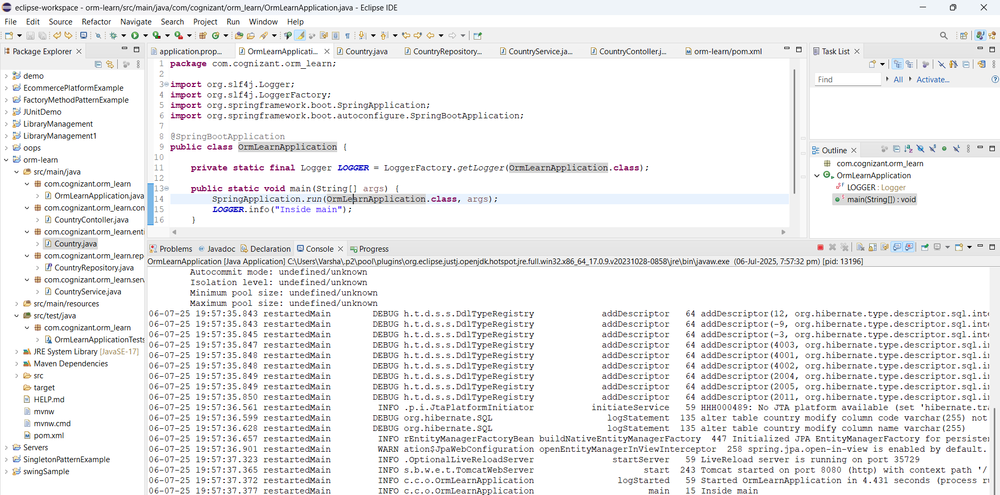 eclipse-workspace - orm-learn/src/main/java/com/cognizant/orm_learn/OrmLearnApplication.java - Eclipse IDE
File Edit Source Refactor Navigate Search Project Run Window Help
Package Explorer
demo
EcommercePlatformExample
FactoryMethodPatternExample
JUnitDemo
LibraryManagement
LibraryManagement1
oops
orm-learn
src/main/java
com.cognizant.orm_learn
OrmLearnApplication.java
com.cognizant.orm_learn.con
CountryContoller.java
com.cognizant.orm_learn.enti
Country.java
com.cognizant.orm_learn.rep
CountryRepository.java
com.cognizant.orm_learn.serv
CountryService.java
src/main/resources
src/test/java
com.cognizant.orm_learn
OrmLearnApplicationTests
JRE System Library [JavaSE-17]
Maven Dependencies
src
target
HELP.md
mvnw
mvnw.cmd
pom.xml
Servers
SingletonPatternExample
swingSample
application.prop... OrmLearnApplicati... Country.java CountryRepository... CountryService.ja... CountryContoller.j... orm-learn/pom.xml
1 package com.cognizant.orm_learn;
2
3 import org.slf4j.Logger;
4 import org.slf4j.LoggerFactory;
5 import org.springframework.boot.SpringApplication;
6 import org.springframework.boot.autoconfigure.SpringBootApplication;
7
8 @SpringBootApplication
9 public class OrmLearnApplication {
10
11 private static final Logger LOGGER = LoggerFactory.getLogger(OrmLearnApplication.class);
12
13 public static void main(String[] args) {
14 SpringApplication.run(OrmLearnApplication.class, args);
15 LOGGER.info("Inside main");
16 }
Task List
Find All Activate...
Outline
com.cognizant.orm_learn
OrmLearnApplication
LOGGER : Logger
main(String[]) : void
Problems Javadoc Declaration Console Progress
OrmLearnApplication [Java Application] C:\Users\Varsha\.p2\pool\plugins\org.eclipse.justj.openjdk.hotspot.jre.full.win32.x86_64_17.0.9.v20231028-0858\jre\bin\javaw.exe (06-Jul-2025, 7:57:32 pm) [pid: 13196]
Autocommit mode: undefined/unknown
Isolation level: undefined/unknown
Minimum pool size: undefined/unknown
Maximum pool size: undefined/unknown
06-07-25 19:57:35.843 restartedMain DEBUG h.t.d.s.s.DdlTypeRegistry addDescriptor 64 addDescriptor(12, org.hibernate.type.descriptor.sql.inte
06-07-25 19:57:35.843 restartedMain DEBUG h.t.d.s.s.DdlTypeRegistry addDescriptor 64 addDescriptor(-9, org.hibernate.type.descriptor.sql.inte
06-07-25 19:57:35.845 restartedMain DEBUG h.t.d.s.s.DdlTypeRegistry addDescriptor 64 addDescriptor(-3, org.hibernate.type.descriptor.sql.inte
06-07-25 19:57:35.847 restartedMain DEBUG h.t.d.s.s.DdlTypeRegistry addDescriptor 64 addDescriptor(4003, org.hibernate.type.descriptor.sql.in
06-07-25 19:57:35.848 restartedMain DEBUG h.t.d.s.s.DdlTypeRegistry addDescriptor 64 addDescriptor(4001, org.hibernate.type.descriptor.sql.in
06-07-25 19:57:35.848 restartedMain DEBUG h.t.d.s.s.DdlTypeRegistry addDescriptor 64 addDescriptor(4002, org.hibernate.type.descriptor.sql.in
06-07-25 19:57:35.849 restartedMain DEBUG h.t.d.s.s.DdlTypeRegistry addDescriptor 64 addDescriptor(2004, org.hibernate.type.descriptor.sql.in
06-07-25 19:57:35.849 restartedMain DEBUG h.t.d.s.s.DdlTypeRegistry addDescriptor 64 addDescriptor(2005, org.hibernate.type.descriptor.sql.in
06-07-25 19:57:35.850 restartedMain DEBUG h.t.d.s.s.DdlTypeRegistry addDescriptor 64 addDescriptor(2011, org.hibernate.type.descriptor.sql.in
06-07-25 19:57:36.561 restartedMain INFO .p.i.JtaPlatformInitiator initiateService 59 HHH000489: No JTA platform available (set 'hibernate.tra
06-07-25 19:57:36.599 restartedMain DEBUG org.hibernate.SQL logStatement 135 alter table country modify column code varchar(255) not
06-07-25 19:57:36.628 restartedMain DEBUG org.hibernate.SQL logStatement 135 alter table country modify column name varchar(255)
06-07-25 19:57:36.657 restartedMain INFO rEntityManagerFactoryBean buildNativeEntityManagerFactory 447 Initialized JPA EntityManagerFactory for persisten
06-07-25 19:57:36.901 restartedMain WARN ation$JpaWebConfiguration openEntityManagerInViewInterceptor 258 spring.jpa.open-in-view is enabled by default.
06-07-25 19:57:37.323 restartedMain INFO .OptionalLiveReloadServer startServer 59 LiveReload server is running on port 35729
06-07-25 19:57:37.365 restartedMain INFO s.b.w.e.t.TomcatWebServer start 243 Tomcat started on port 8080 (http) with context path '/
06-07-25 19:57:37.372 restartedMain INFO c.c.o.OrmLearnApplication logStarted 59 Started OrmLearnApplication in 4.431 seconds (process ru
06-07-25 19:57:37.377 restartedMain INFO c.c.o.OrmLearnApplication main 15 Inside main